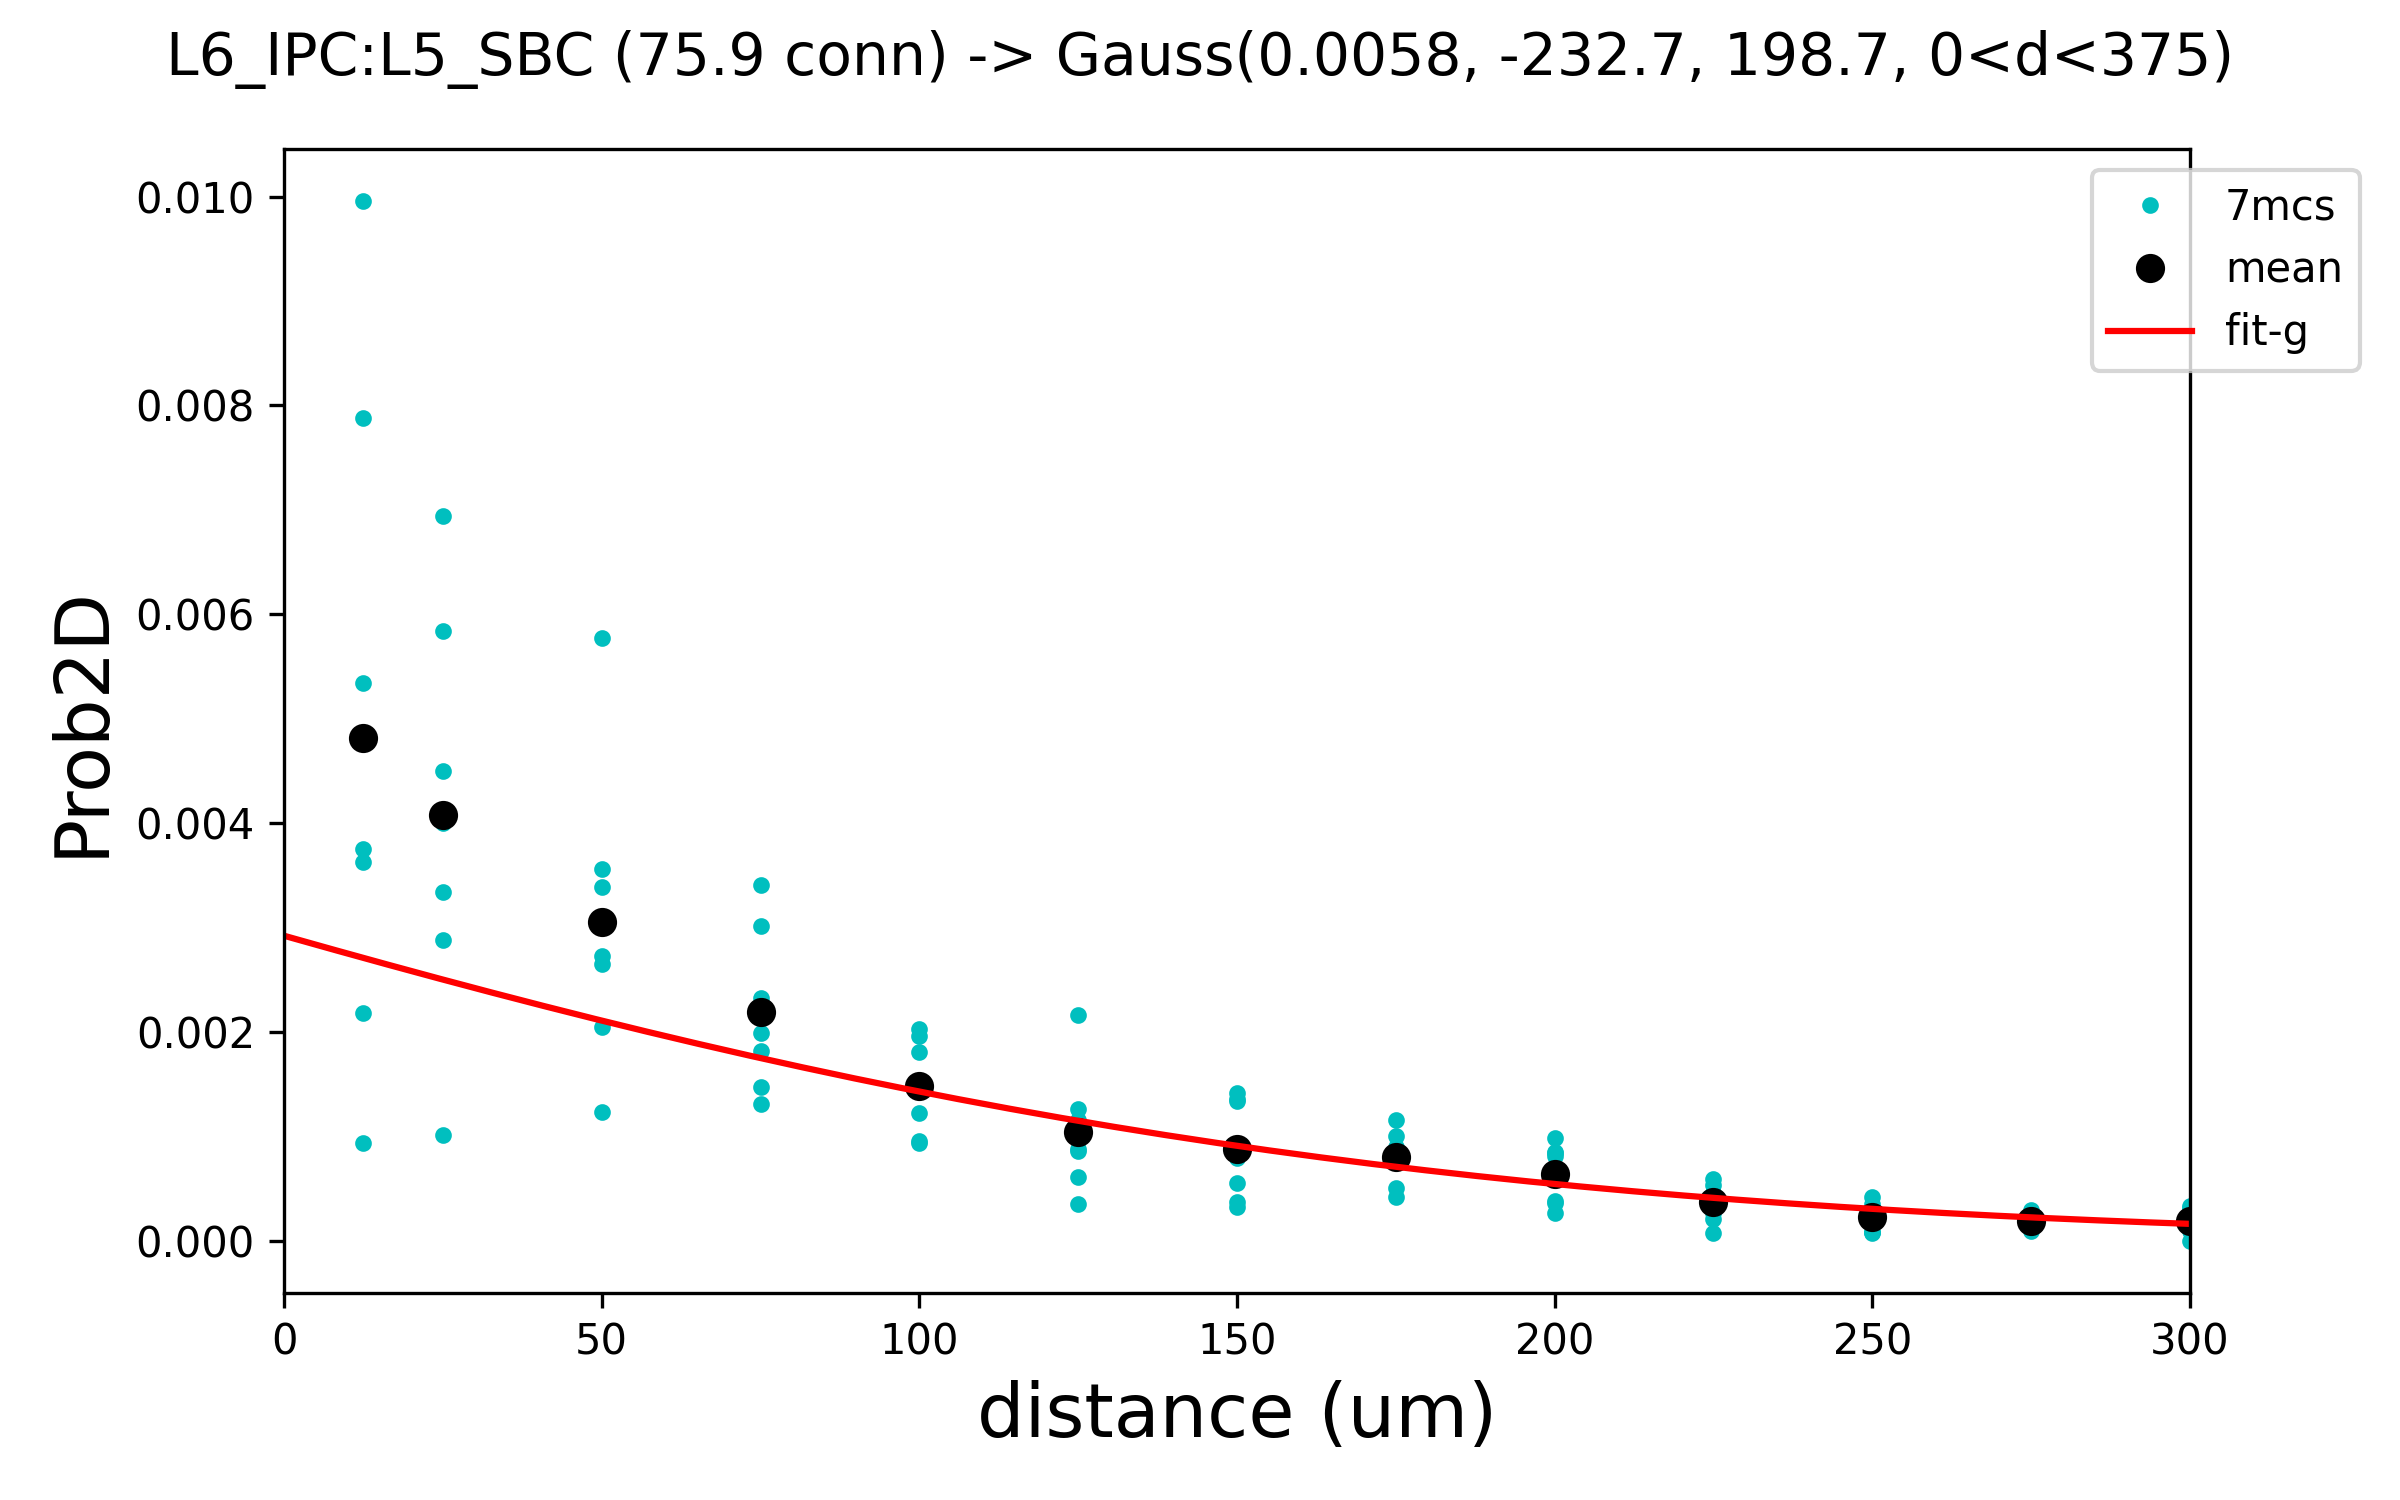 L6_IPC:L5_SBC (75.9 conn) -> Gauss(0.0058, -232.7, 198.7, 0<d<375)
7mcs
mean
fit-g
0.010
0.008
0.006
0.004
0.002
0.000
Prob2D
0 50 100 150 200 250 300
distance (um)